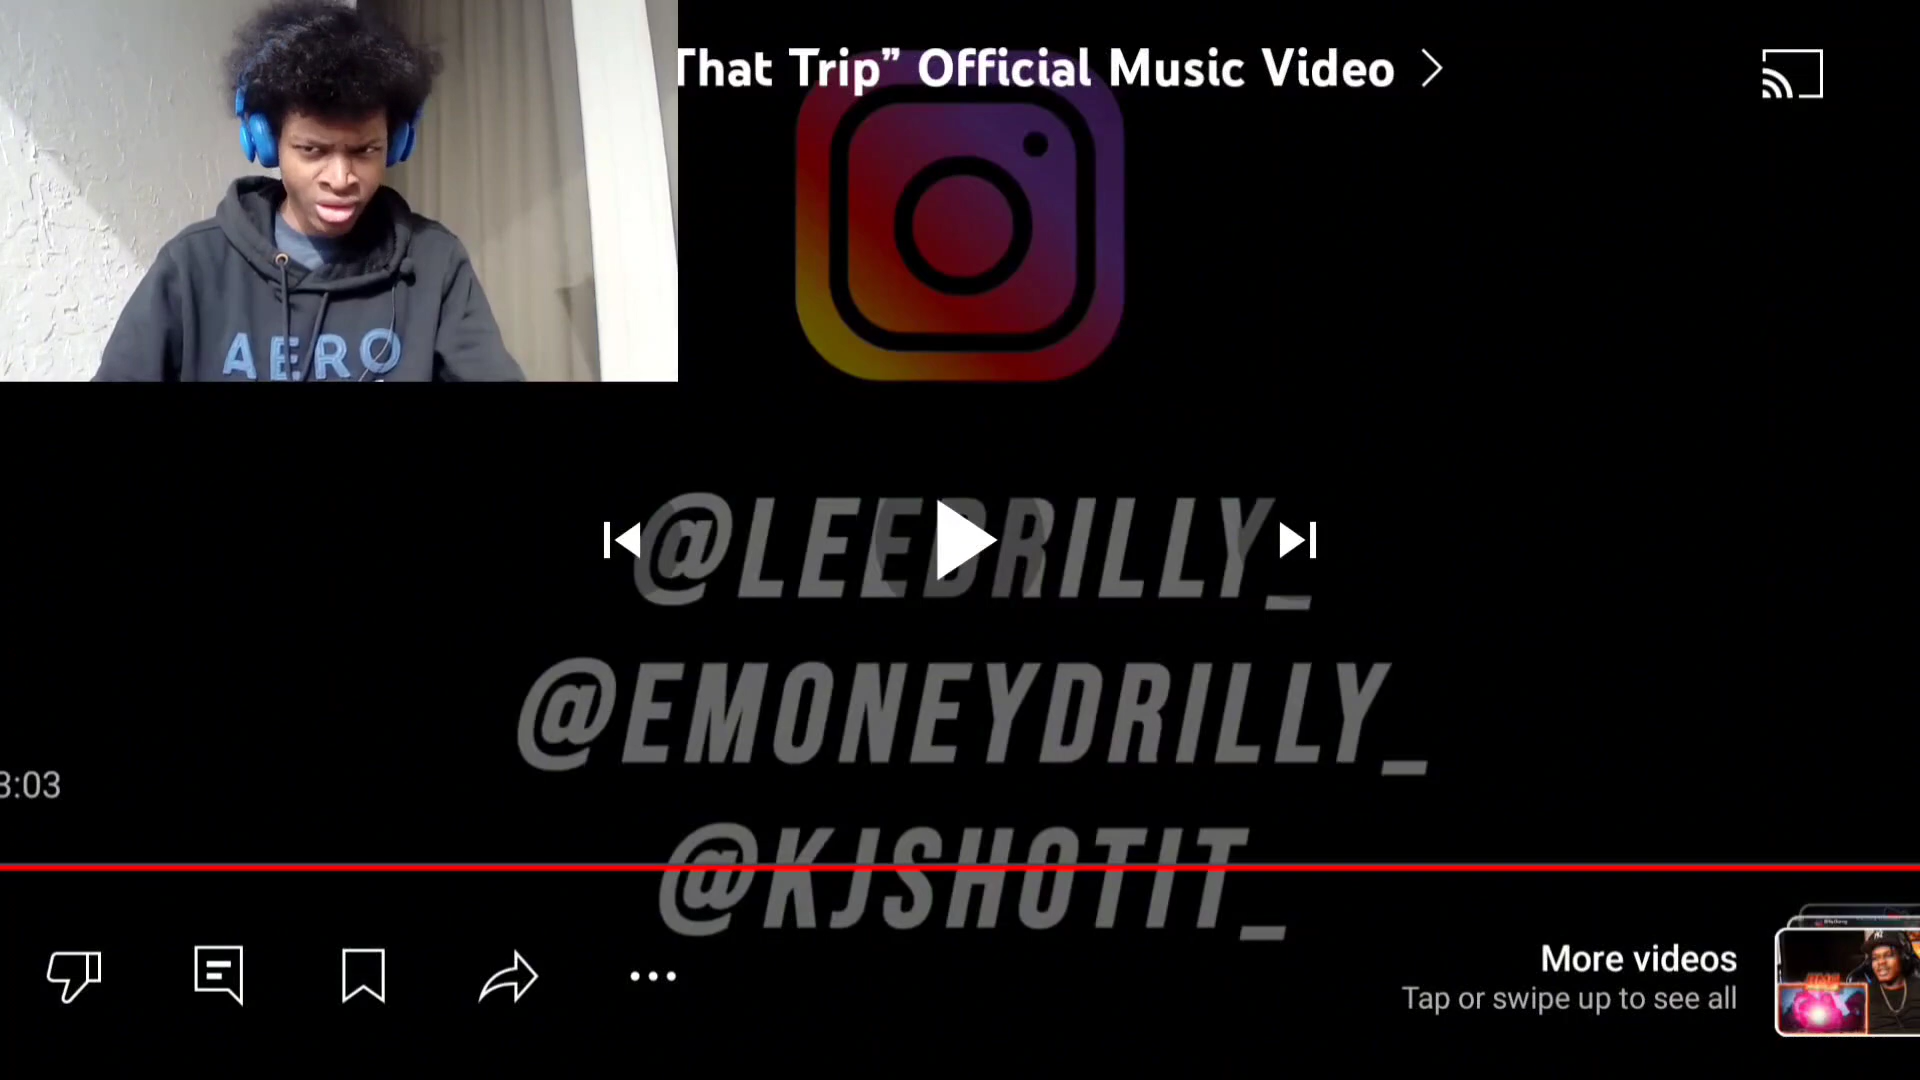 That Trip” Official Music Video
AERO
@LEEDRILLY_
@EMONEYDRILLY_
3:03
@KJSHOTIT_
More videos
Tap or swipe up to see all